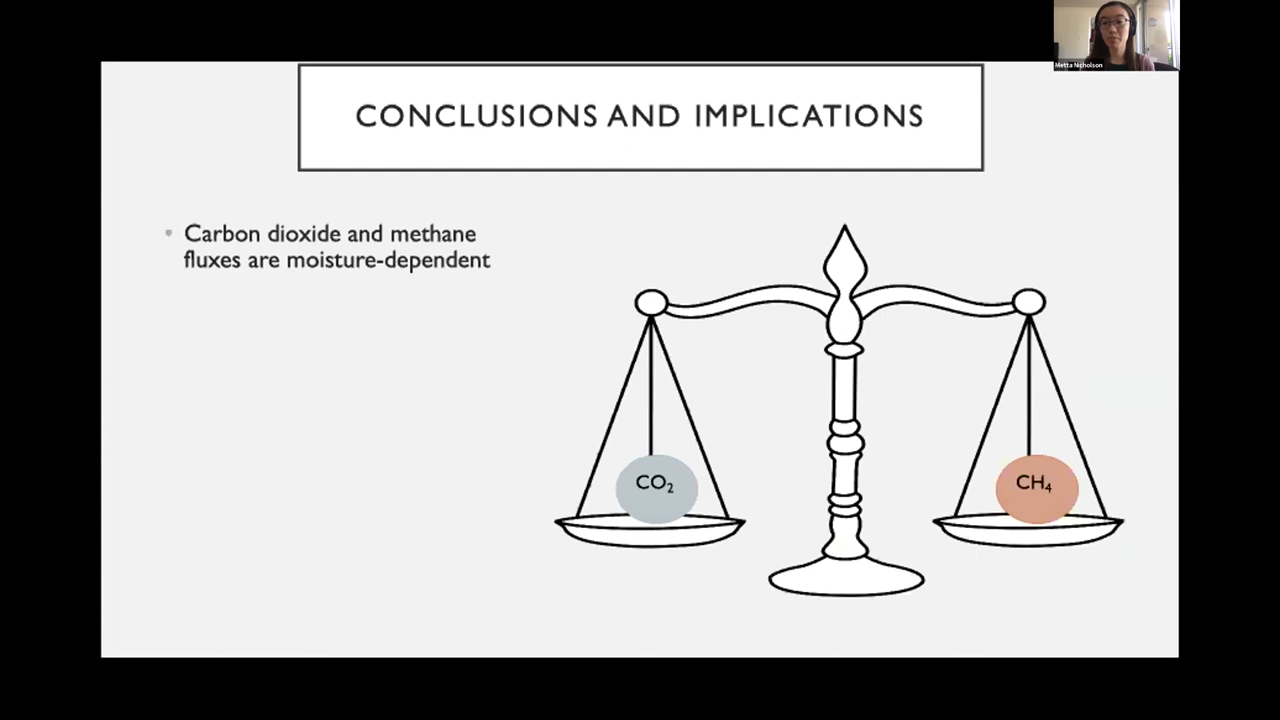 Metta Nicholson
CONCLUSIONS AND IMPLICATIONS
• Carbon dioxide and methane
fluxes are moisture-dependent
CO₂
CH₄